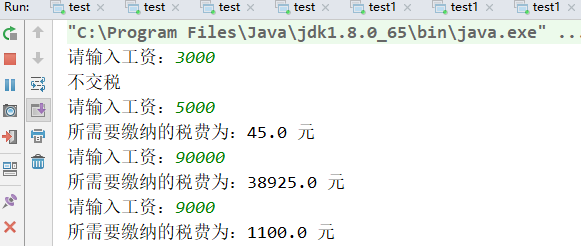 Run: test test test test1 test1 test1
"C:\Program Files\Java\jdk1.8.0_65\bin\java.exe" ...
请输入工资：3000
不交税
请输入工资：5000
所需要缴纳的税费为：45.0 元
请输入工资：90000
所需要缴纳的税费为：38925.0 元
请输入工资：9000
所需要缴纳的税费为：1100.0 元